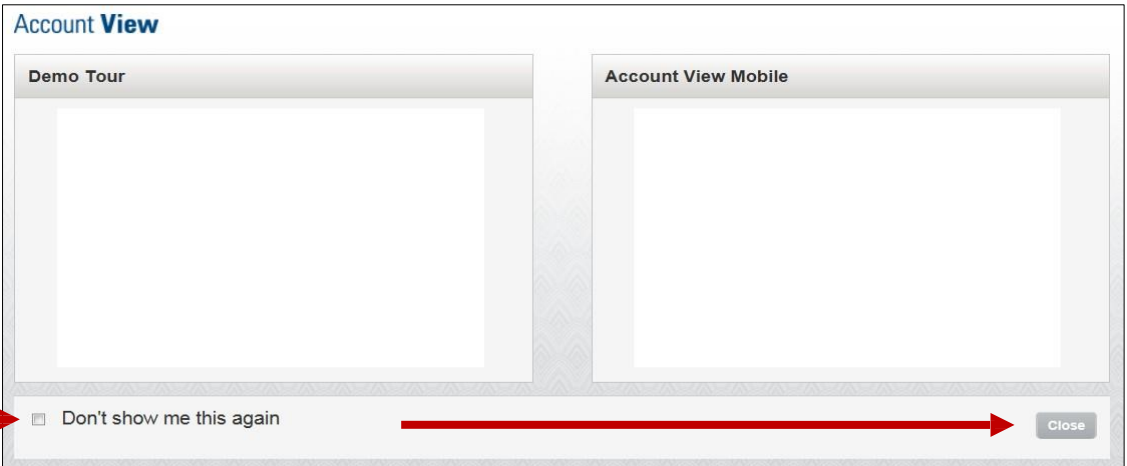 Account View
Demo Tour
Account View Mobile
Don't show me this again
Close